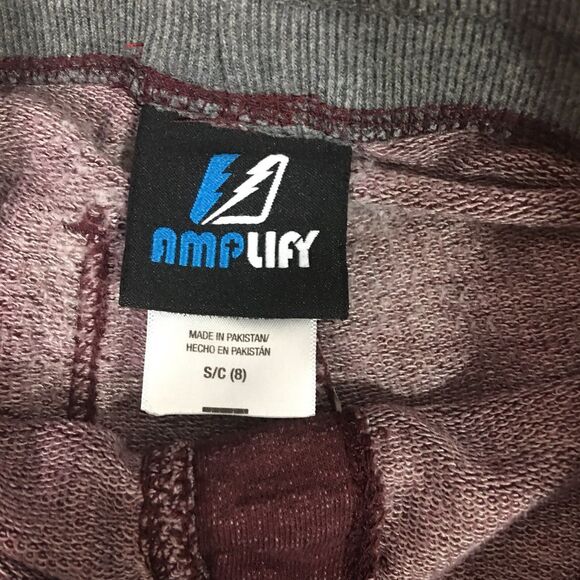 AMPLIFY
MADE IN PAKISTAN/
HECHO EN PAKISTÁN
S/C (8)